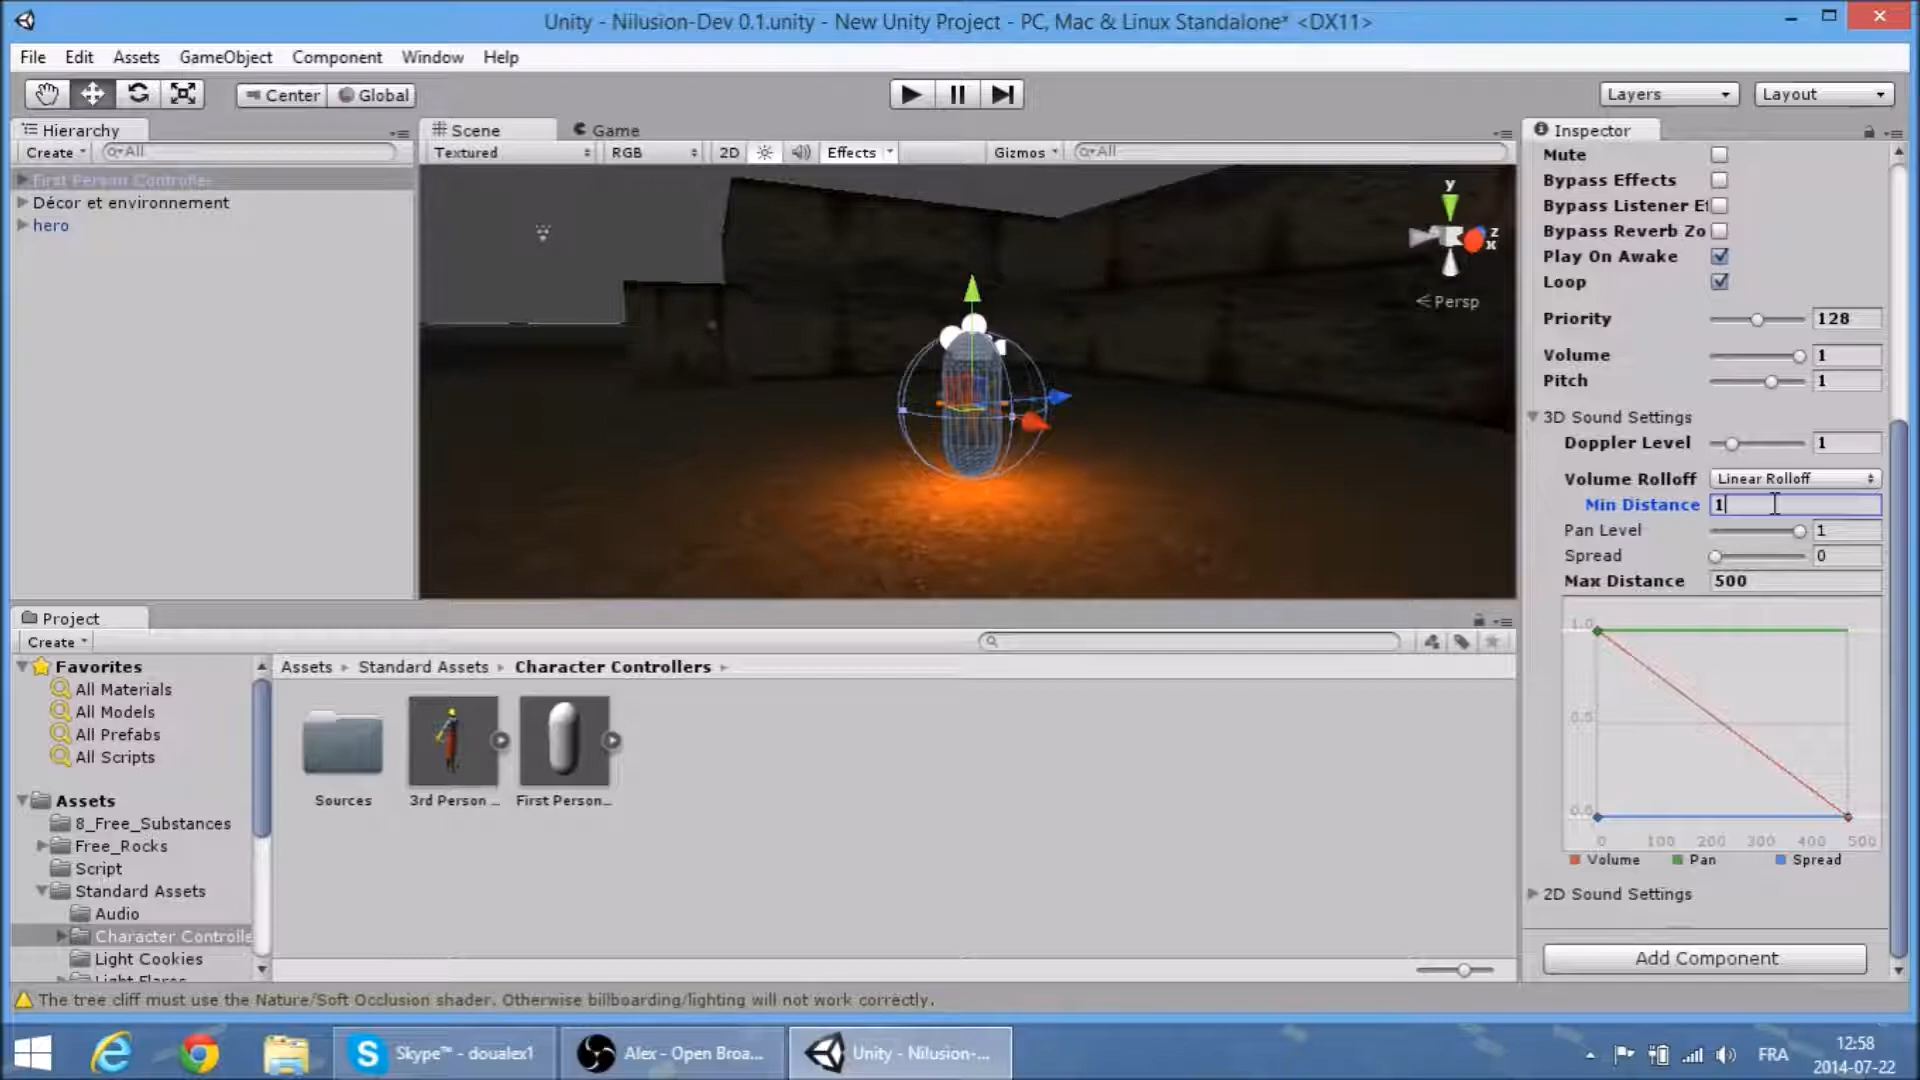 Unity - Nilusion-Dev 0.1.unity - New Unity Project - PC, Mac & Linux Standalone* <DX11>
File Edit Assets GameObject Component Window Help
Center Global Layers Layout
Hierarchy
Create All
First Person Controller
Décor et environnement
hero
Scene Game
Textured RGB 2D Effects Gizmos All
y
z
x
Persp
Inspector
Mute
Bypass Effects
Bypass Listener Ef
Bypass Reverb Zo
Play On Awake
Loop
Priority 128
Volume 1
Pitch 1
3D Sound Settings
Doppler Level 1
Volume Rolloff Linear Rolloff
Min Distance 1
Pan Level 1
Spread 0
Max Distance 500
1.0
0.5
0.0
0 100 200 300 400 500
Volume Pan Spread
2D Sound Settings
Add Component
Project
Create
Favorites
All Materials
All Models
All Prefabs
All Scripts
Assets
8_Free_Substances
Free_Rocks
Script
Standard Assets
Audio
Character Controlle
Light Cookies
Light Flares
Assets Standard Assets Character Controllers
Sources 3rd Person ... First Person...
The tree cliff must use the Nature/Soft Occlusion shader. Otherwise billboarding/lighting will not work correctly.
Skype™ - doualex1 Alex - Open Broa... Unity - Nilusion-... FRA 12:58
2014-07-22